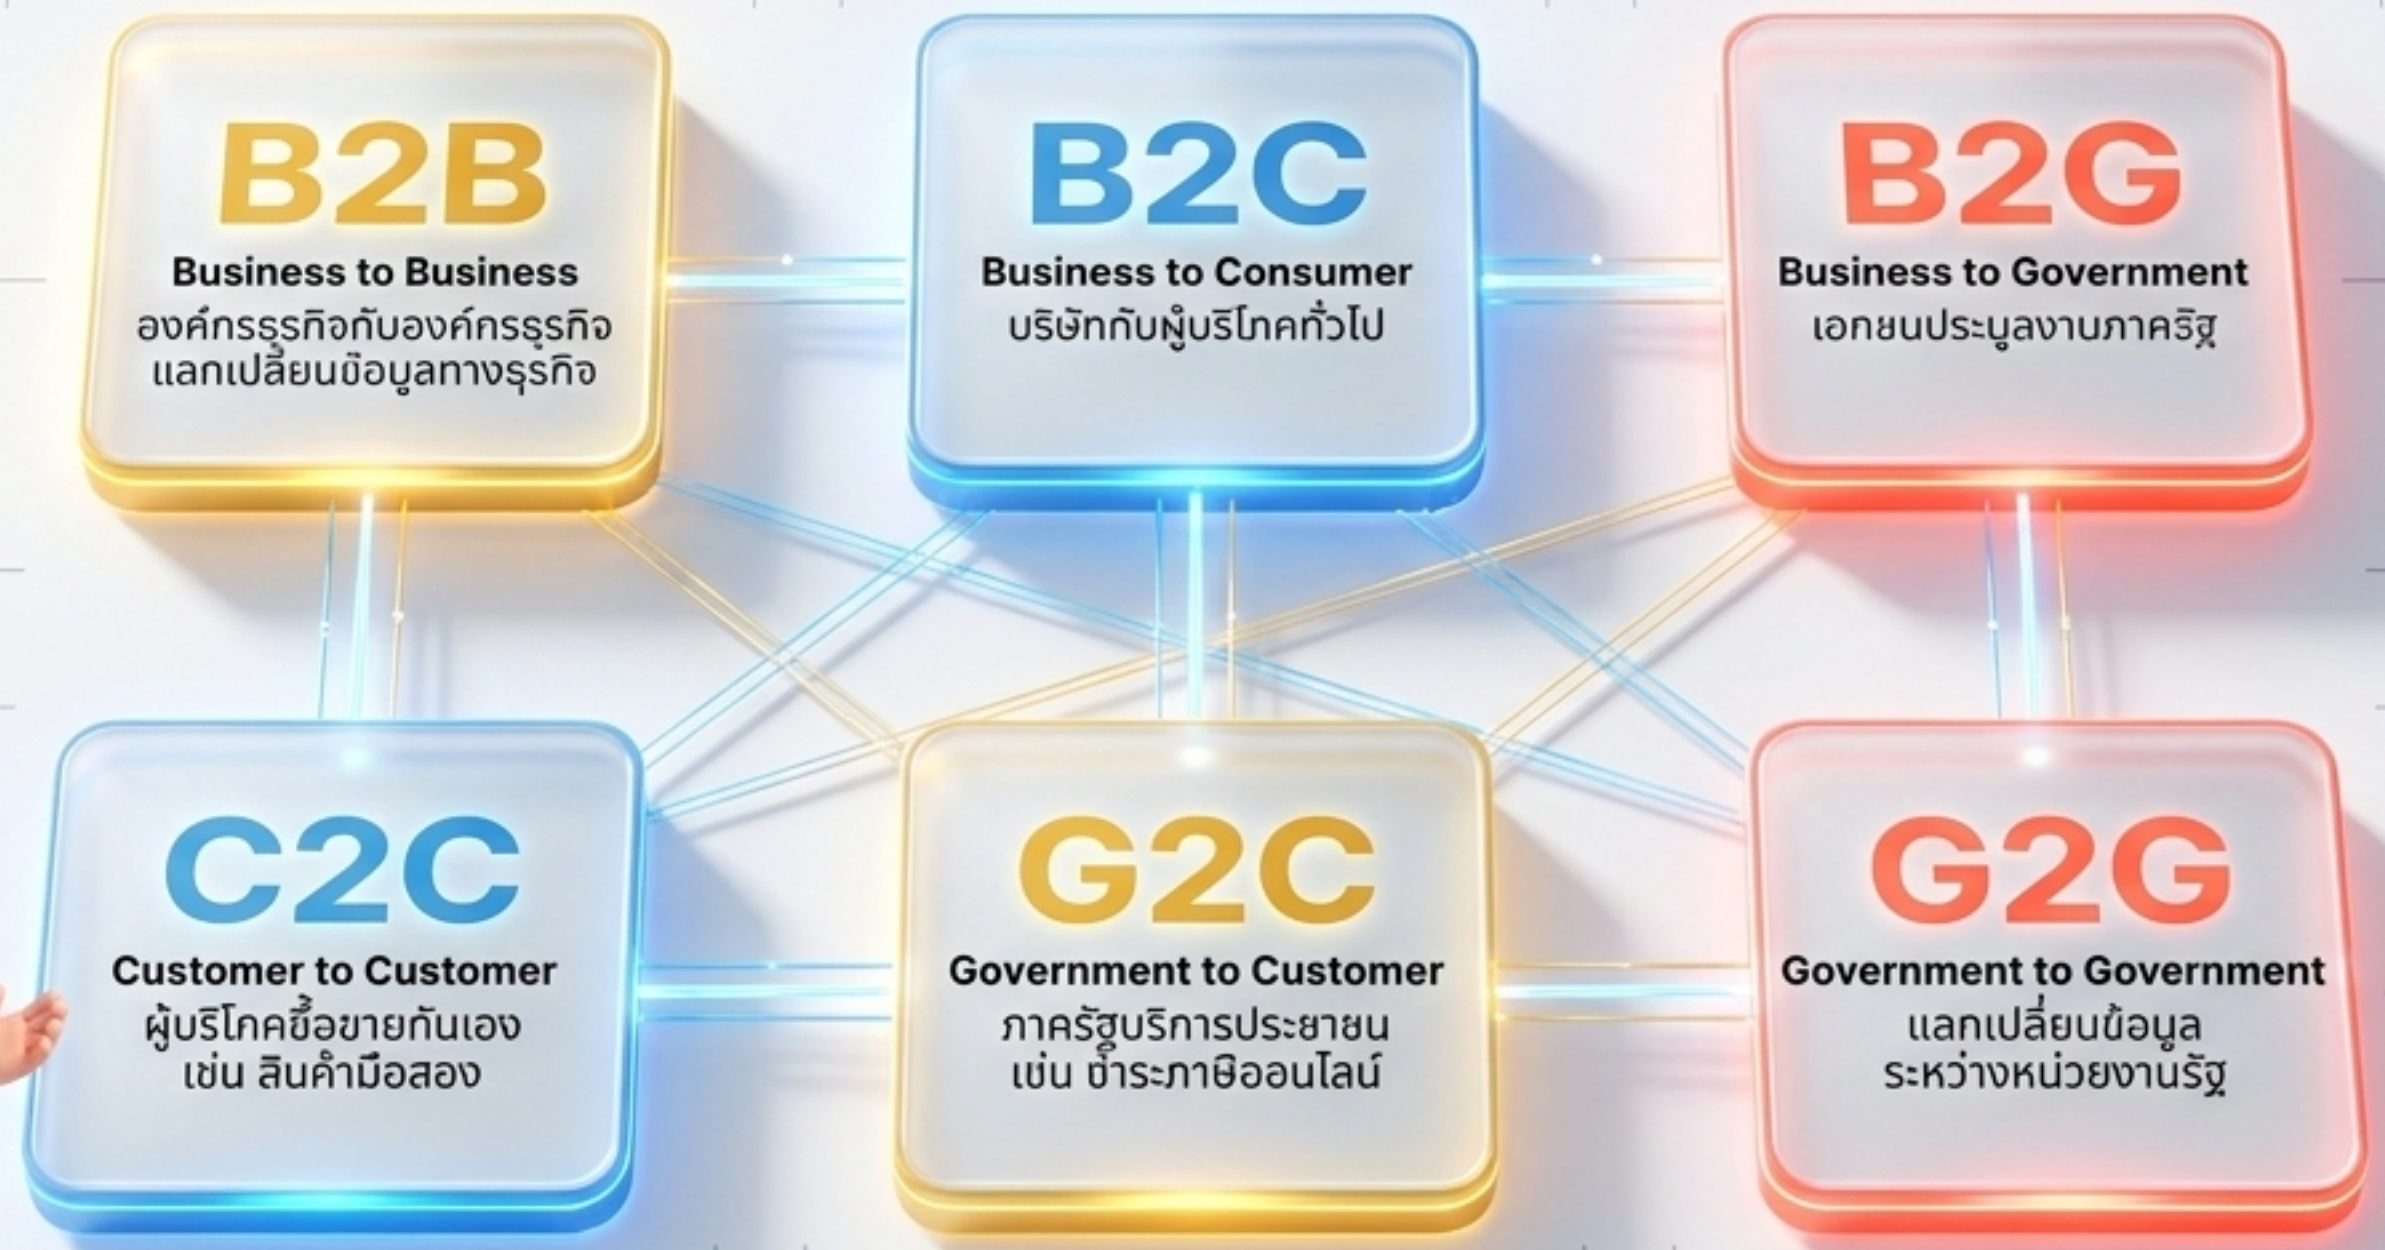 B2B
Business to Business
องค์กรธุรกิจกับองค์กรธุรกิจ
แลกเปลี่ยนข้อมูลทางธุรกิจ
B2C
Business to Consumer
บริษัทกับผู้บริโภคทั่วไป
B2G
Business to Government
เอกชนประมูลงานภาครัฐ
C2C
Customer to Customer
ผู้บริโภคซื้อขายกันเอง
เช่น สินค้ามือสอง
G2C
Government to Customer
ภาครัฐบริการประชาชน
เช่น ชำระภาษีออนไลน์
G2G
Government to Government
แลกเปลี่ยนข้อมูล
ระหว่างหน่วยงานรัฐ